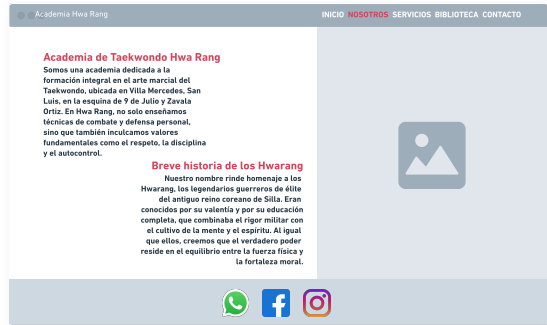 Academia Hwa Rang
INICIO NOSOTROS SERVICIOS BIBLIOTECA CONTACTO
Academia de Taekwondo Hwa Rang
Somos una academia dedicada a la
formación integral en el arte marcial del
Taekwondo, ubicada en Villa Mercedes, San
Luis, en la esquina de 9 de Julio y Zavala
Ortiz. En Hwa Rang, no solo enseñamos
técnicas de combate y defensa personal,
sino que también inculcamos valores
fundamentales como el respeto, la disciplina
y el autocontrol.
Breve historia de los Hwarang
Nuestro nombre rinde homenaje a los
Hwarang, los legendarios guerreros de élite
del antiguo reino coreano de Silla. Eran
conocidos por su valentía y por su educación
completa, que combinaba el rigor militar con
el cultivo de la mente y el espíritu. Al igual
que ellos, creemos que el verdadero poder
reside en el equilibrio entre la fuerza física y
la fortaleza moral.